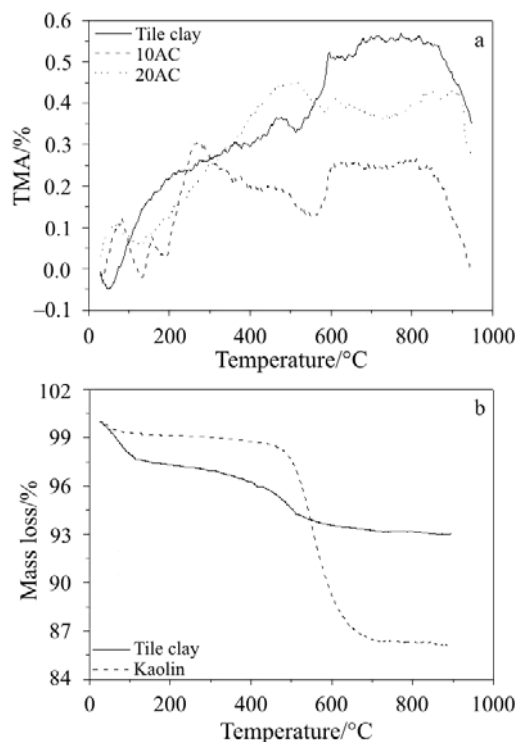 0.6
a
Tile clay
10AC
20AC
0.5
0.4
0.3
0.2
0.1
0.0
–0.1
TMA/%
0 200 400 600 800 1000
Temperature/°C
102
b
99
96
93
90
87
84
Mass loss/%
Tile clay
Kaolin
0 200 400 600 800 1000
Temperature/°C